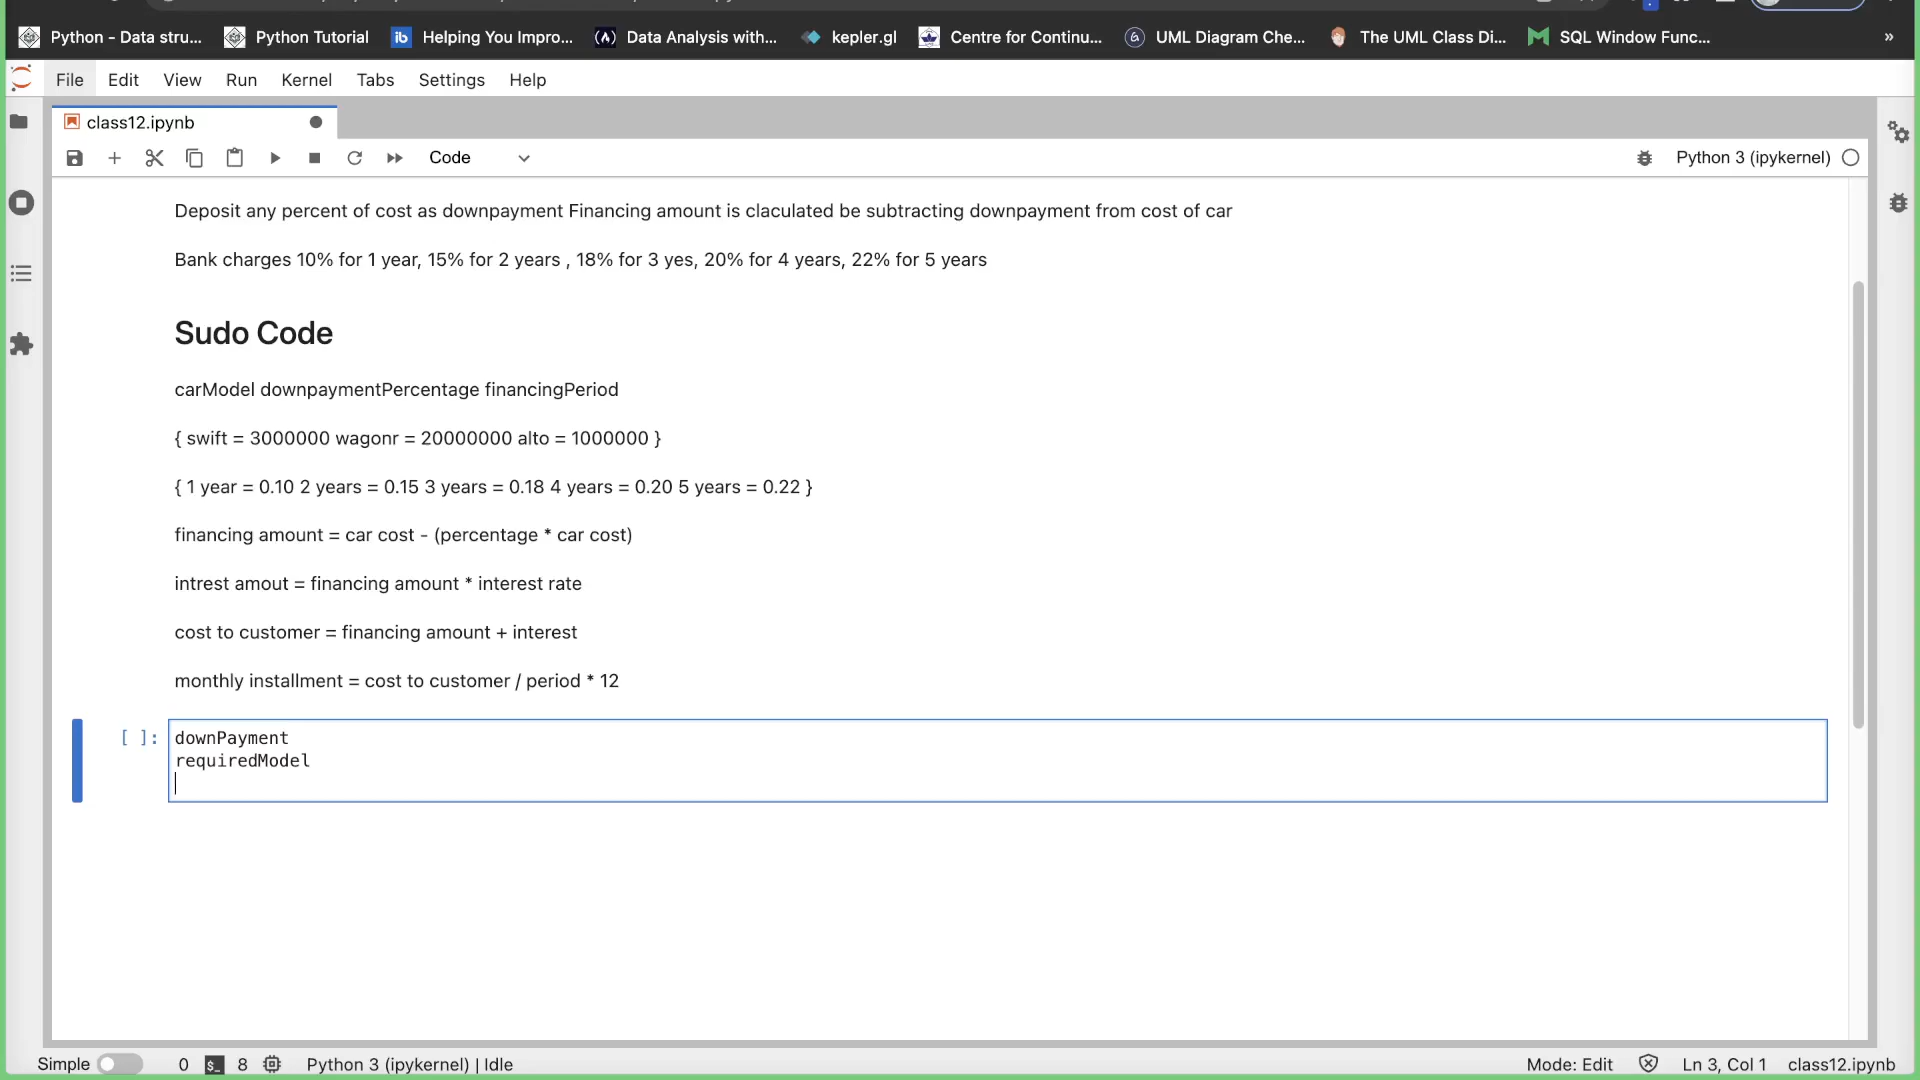 Python - Data stru...
Python Tutorial
ib
Helping You Impro...
Data Analysis with...
kepler.gl
Centre for Continu...
UML Diagram Che...
The UML Class Di...
SQL Window Func...
»
File Edit View Run Kernel Tabs Settings Help
class12.ipynb
Code
Python 3 (ipykernel)
Deposit any percent of cost as downpayment Financing amount is claculated be subtracting downpayment from cost of car
Bank charges 10% for 1 year, 15% for 2 years , 18% for 3 yes, 20% for 4 years, 22% for 5 years
Sudo Code
carModel downpaymentPercentage financingPeriod
{ swift = 3000000 wagonr = 20000000 alto = 1000000 }
{ 1 year = 0.10 2 years = 0.15 3 years = 0.18 4 years = 0.20 5 years = 0.22 }
financing amount = car cost - (percentage * car cost)
intrest amout = financing amount * interest rate
cost to customer = financing amount + interest
monthly installment = cost to customer / period * 12
[ ]:
downPayment
requiredModel
Simple 0 $_ 8 Python 3 (ipykernel) | Idle
Mode: Edit Ln 3, Col 1 class12.ipynb